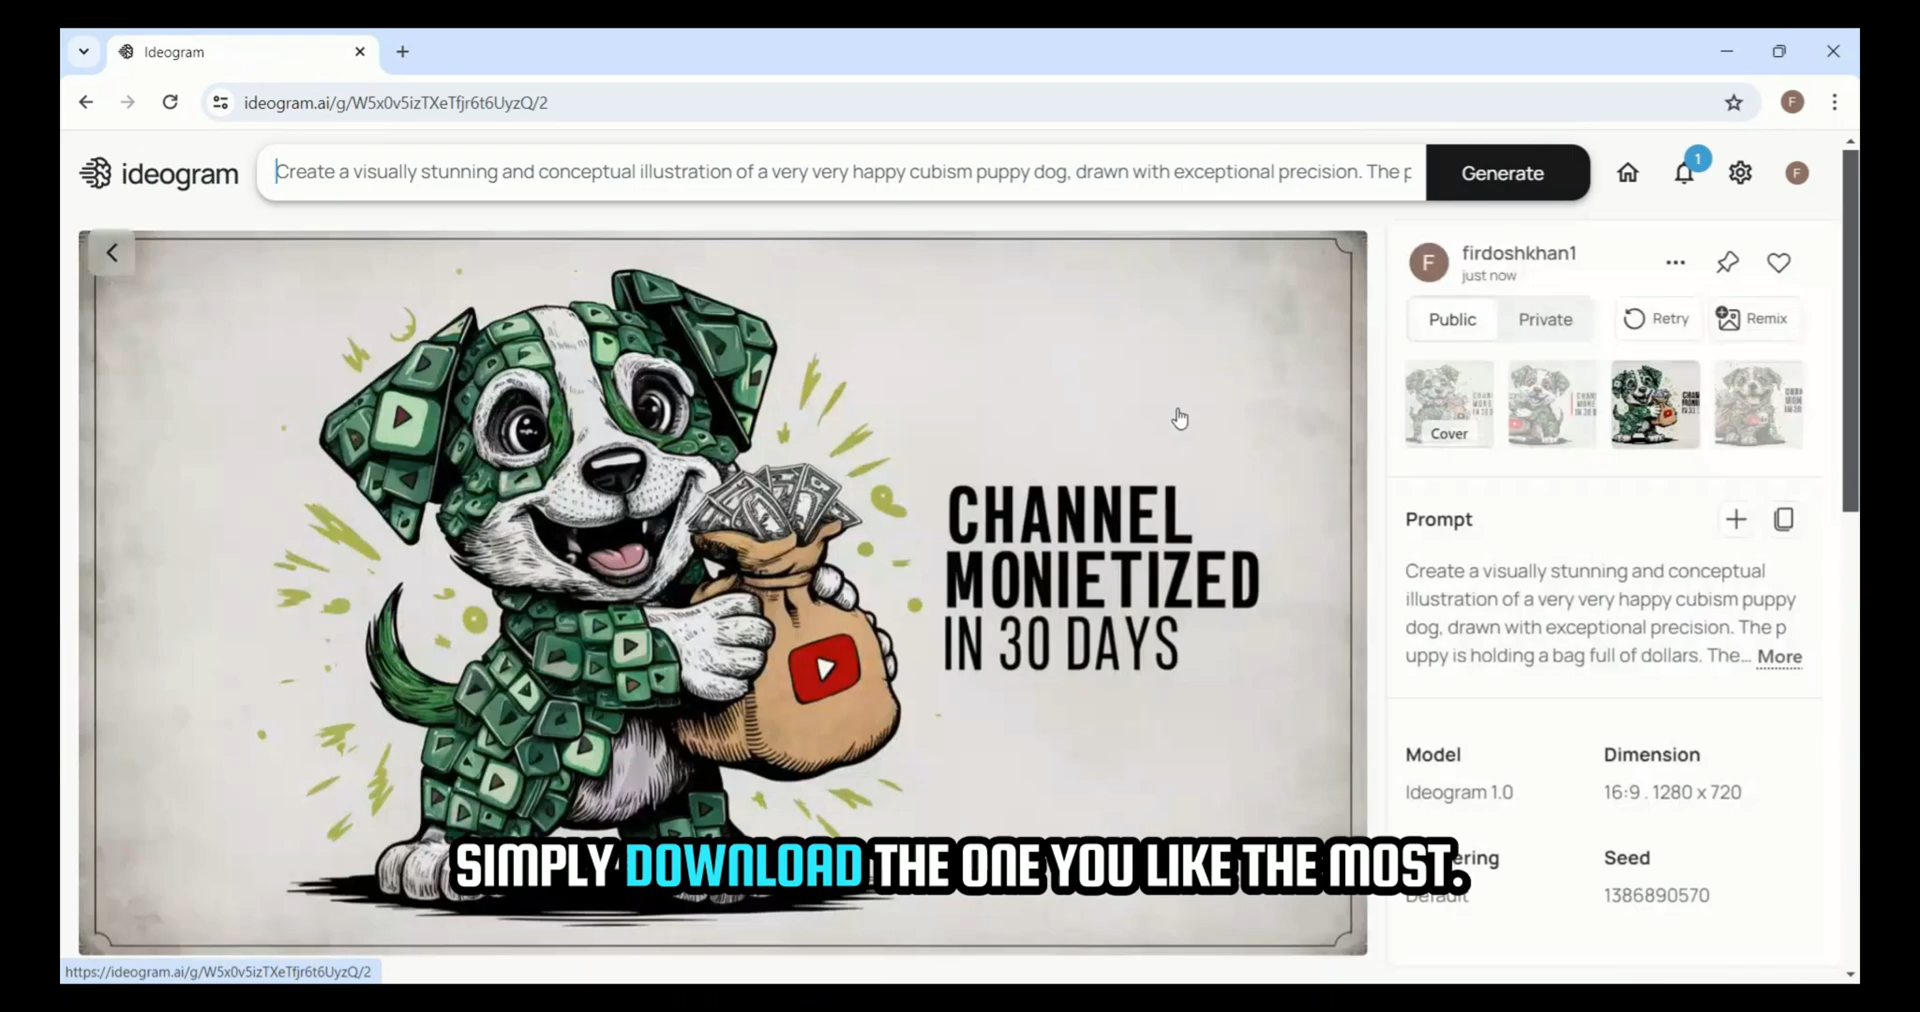 Ideogram
ideogram.ai/g/W5x0v5izTXeTfjr6t6UyzQ/2
F
ideogram
Create a visually stunning and conceptual illustration of a very very happy cubism puppy dog, drawn with exceptional precision. The p
Generate
1
F
CHANNEL
MONIETIZED
IN 30 DAYS
F
firdoshkhan1
just now
Public
Private
Retry
Remix
Cover
Prompt
Create a visually stunning and conceptual
illustration of a very very happy cubism puppy
dog, drawn with exceptional precision. The p
uppy is holding a bag full of dollars. The... More
Model
Dimension
Ideogram 1.0
16:9 . 1280 x 720
ering
Seed
Default
1386890570
SIMPLY DOWNLOAD THE ONE YOU LIKE THE MOST.
https://ideogram.ai/g/W5x0v5izTXeTfjr6t6UyzQ/2